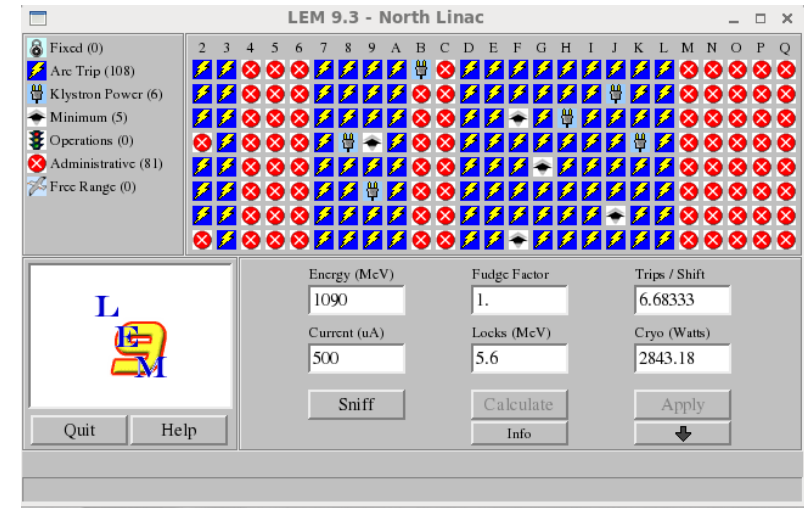 LEM 9.3 - North Linac
Fixed (0)
Arc Trip (108)
Klystron Power (6)
Minimum (5)
Operations (0)
Administrative (81)
Free Range (0)
2 3 4 5 6 7 8 9 A B C D E F G H I J K L M N O P Q
L
E
9
M
Quit Help
Energy (MeV) Fudge Factor Trips / Shift
1090 1. 6.68333
Current (uA) Locks (MeV) Cryo (Watts)
500 5.6 2843.18
Sniff Calculate Apply
Info